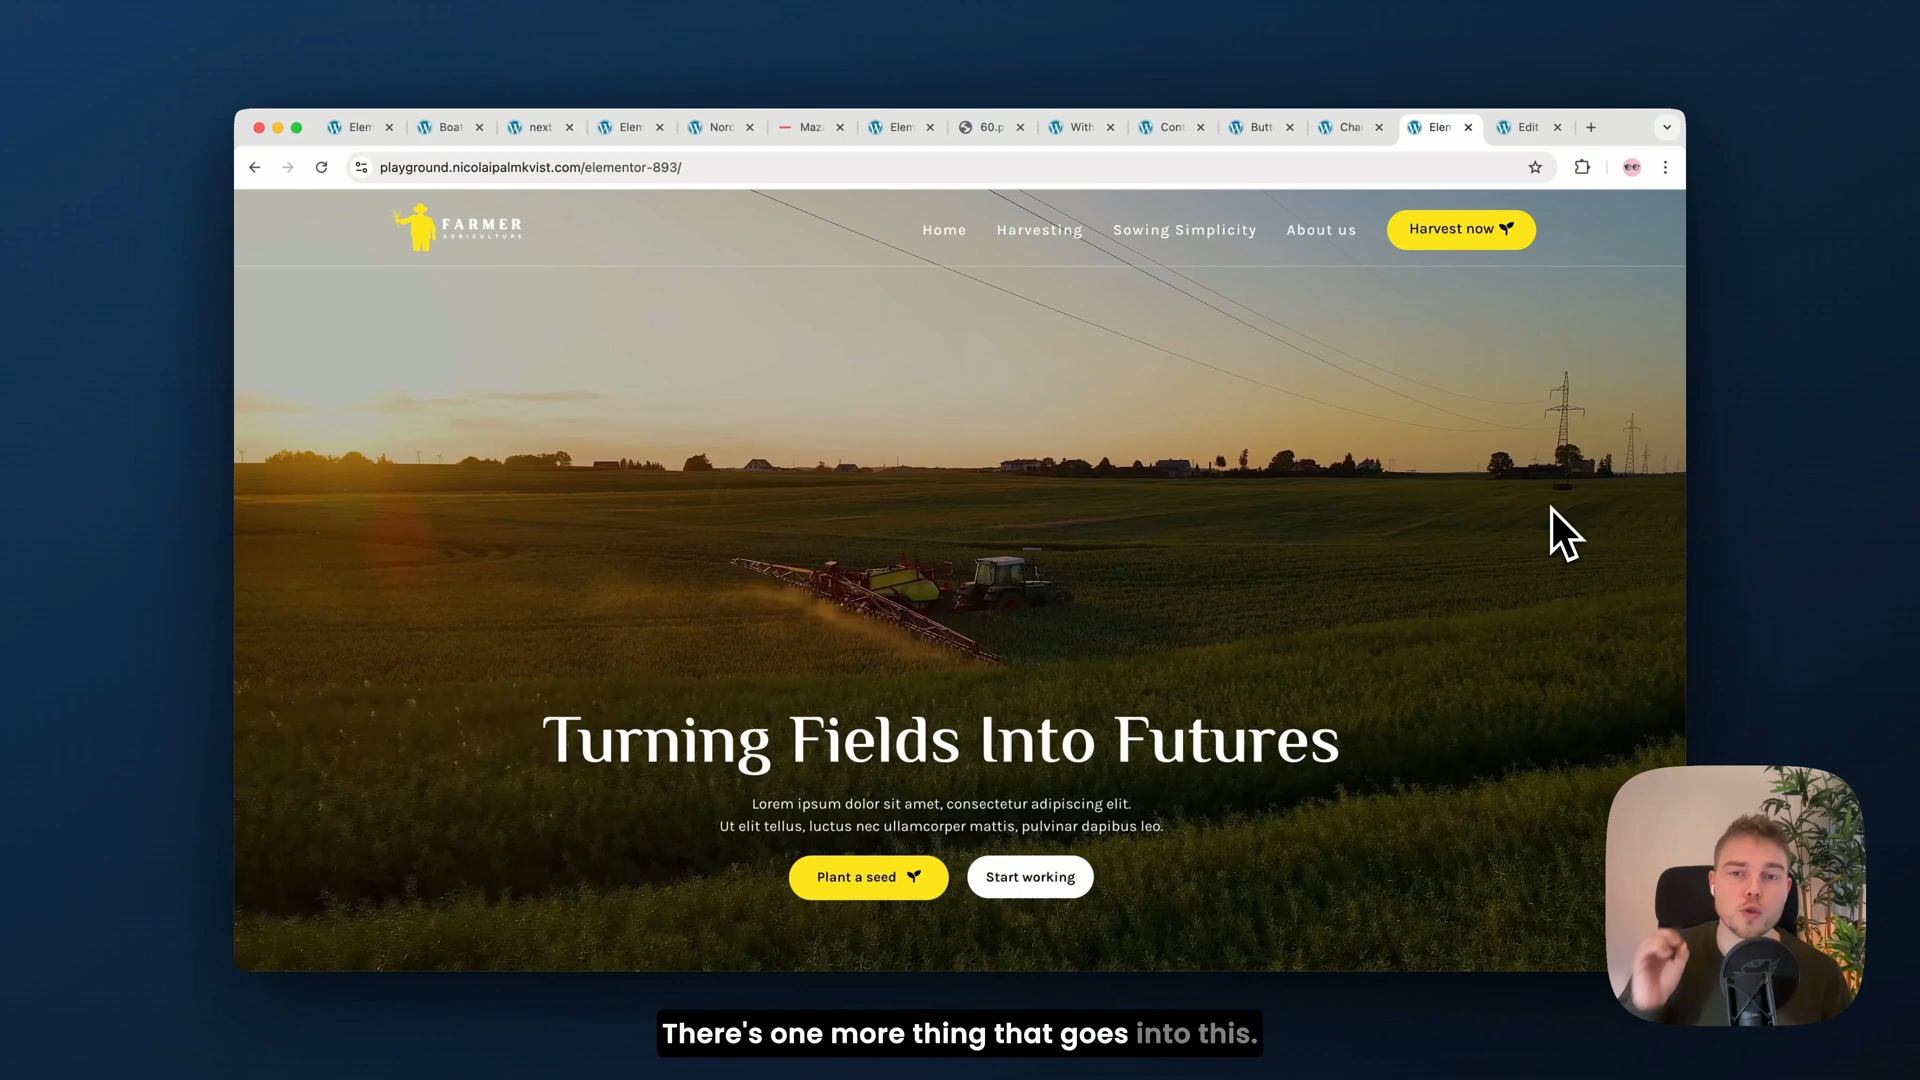 Elem
Boat
next
Elem
Nord
Maz
Elem
60.p
With
Cont
Butt
Char
Elem
Edit
playground.nicolaipalmkvist.com/elementor-893/
FARMER
AGRICULTURE
Home
Harvesting
Sowing Simplicity
About us
Harvest now
Turning Fields Into Futures
Lorem ipsum dolor sit amet, consectetur adipiscing elit.
Ut elit tellus, luctus nec ullamcorper mattis, pulvinar dapibus leo.
Plant a seed
Start working
There's one more thing that goes into this.